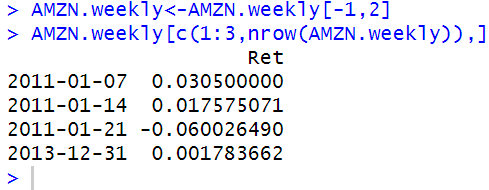 > AMZN.weekly<-AMZN.weekly[-1,2]
> AMZN.weekly[c(1:3,nrow(AMZN.weekly)),]
Ret
2011-01-07 0.030500000
2011-01-14 0.017575071
2011-01-21 -0.060026490
2013-12-31 0.001783662
>